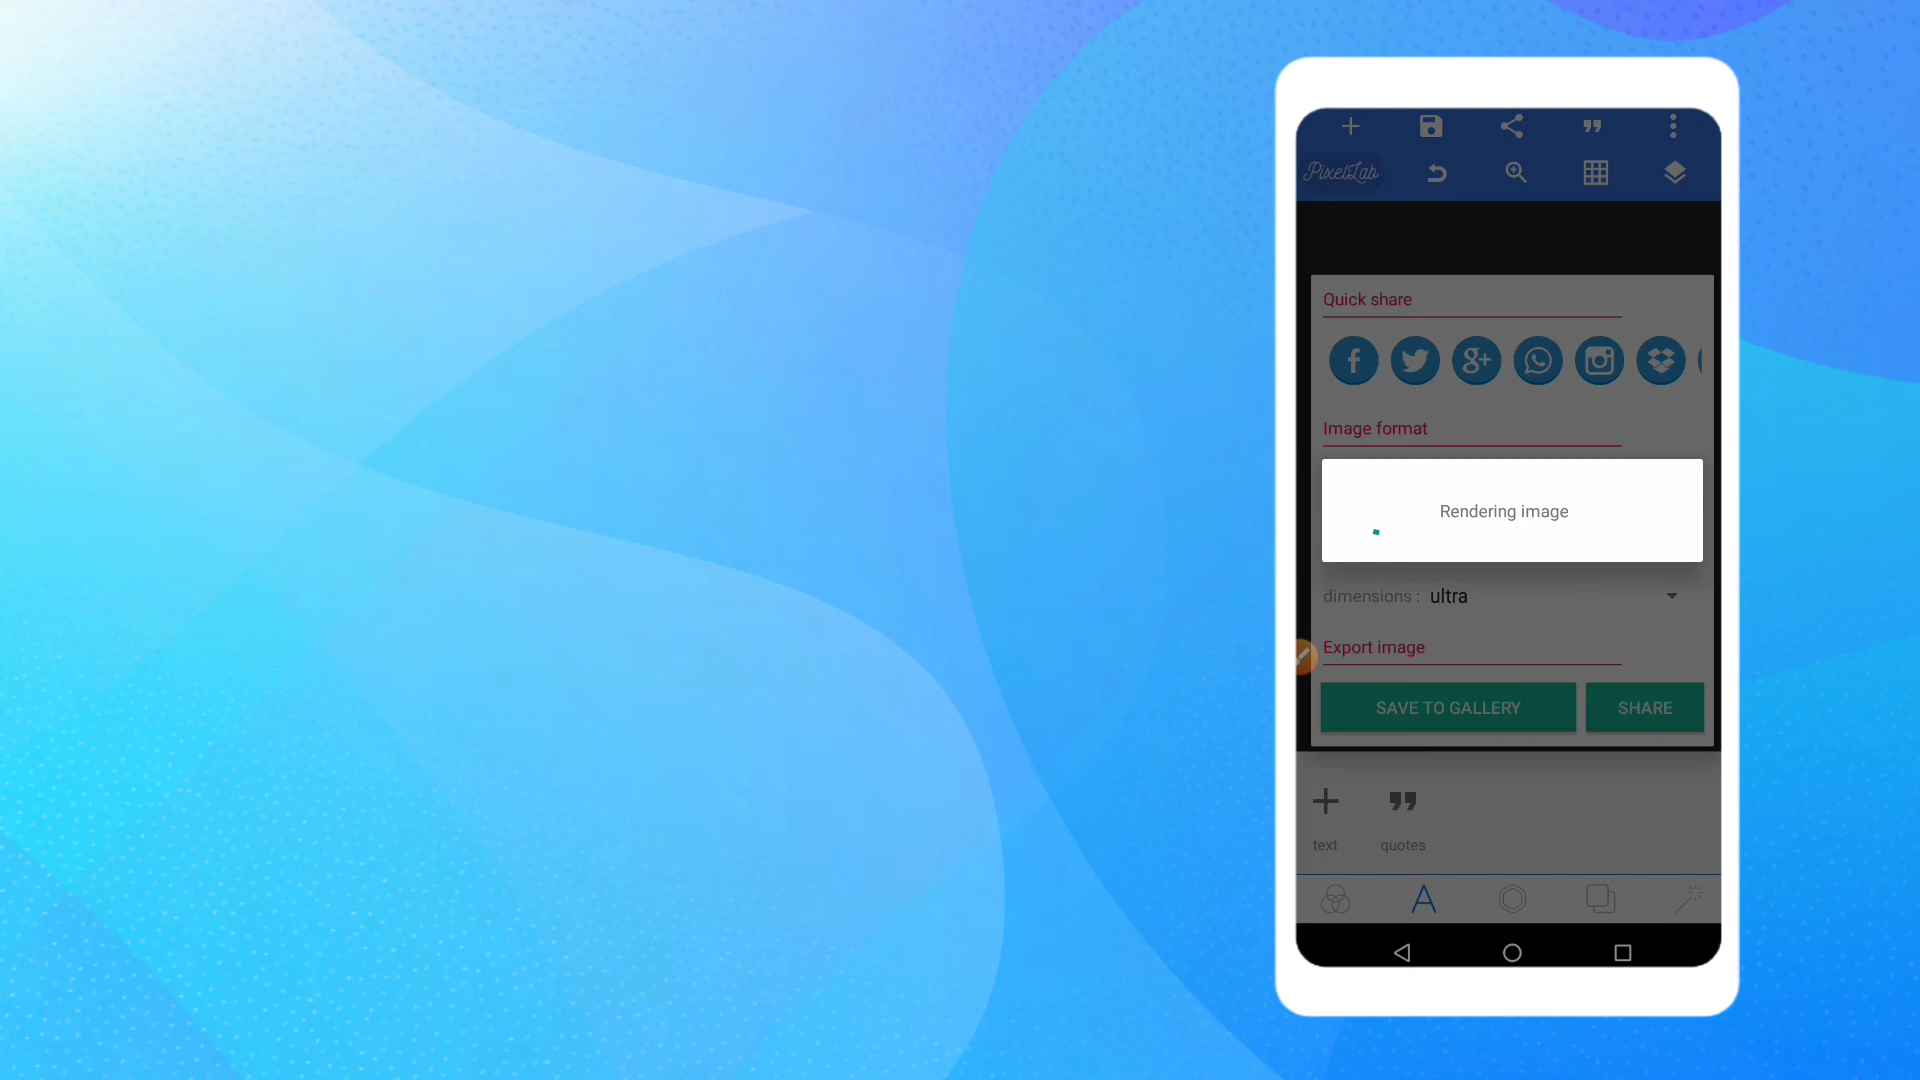 PixelLab
Quick share
Image format
Rendering image
dimensions : ultra
Export image
SAVE TO GALLERY SHARE
text quotes